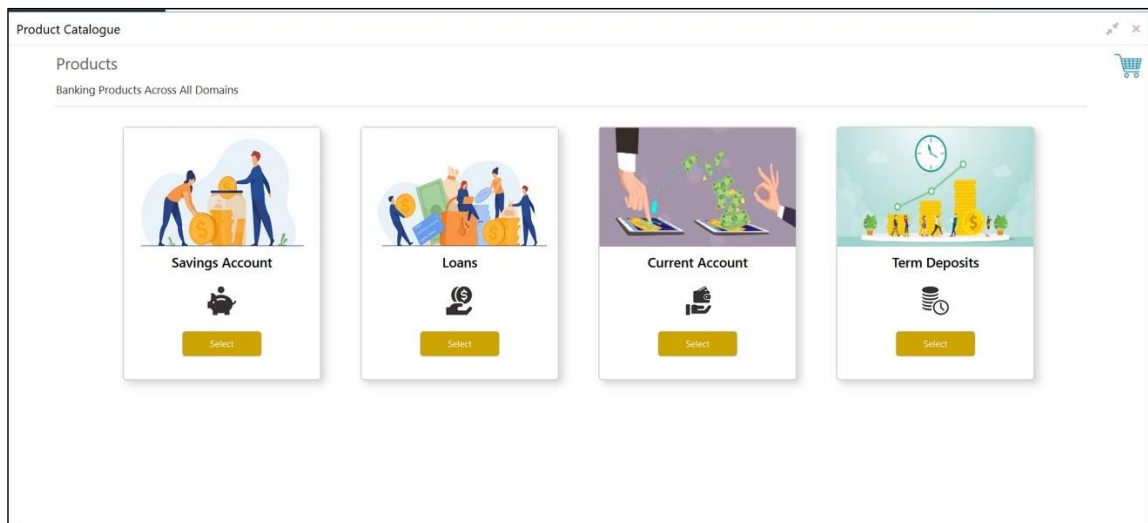 Product Catalogue
Products
Banking Products Across All Domains
Savings Account
Loans
Current Account
Term Deposits
Select
Select
Select
Select